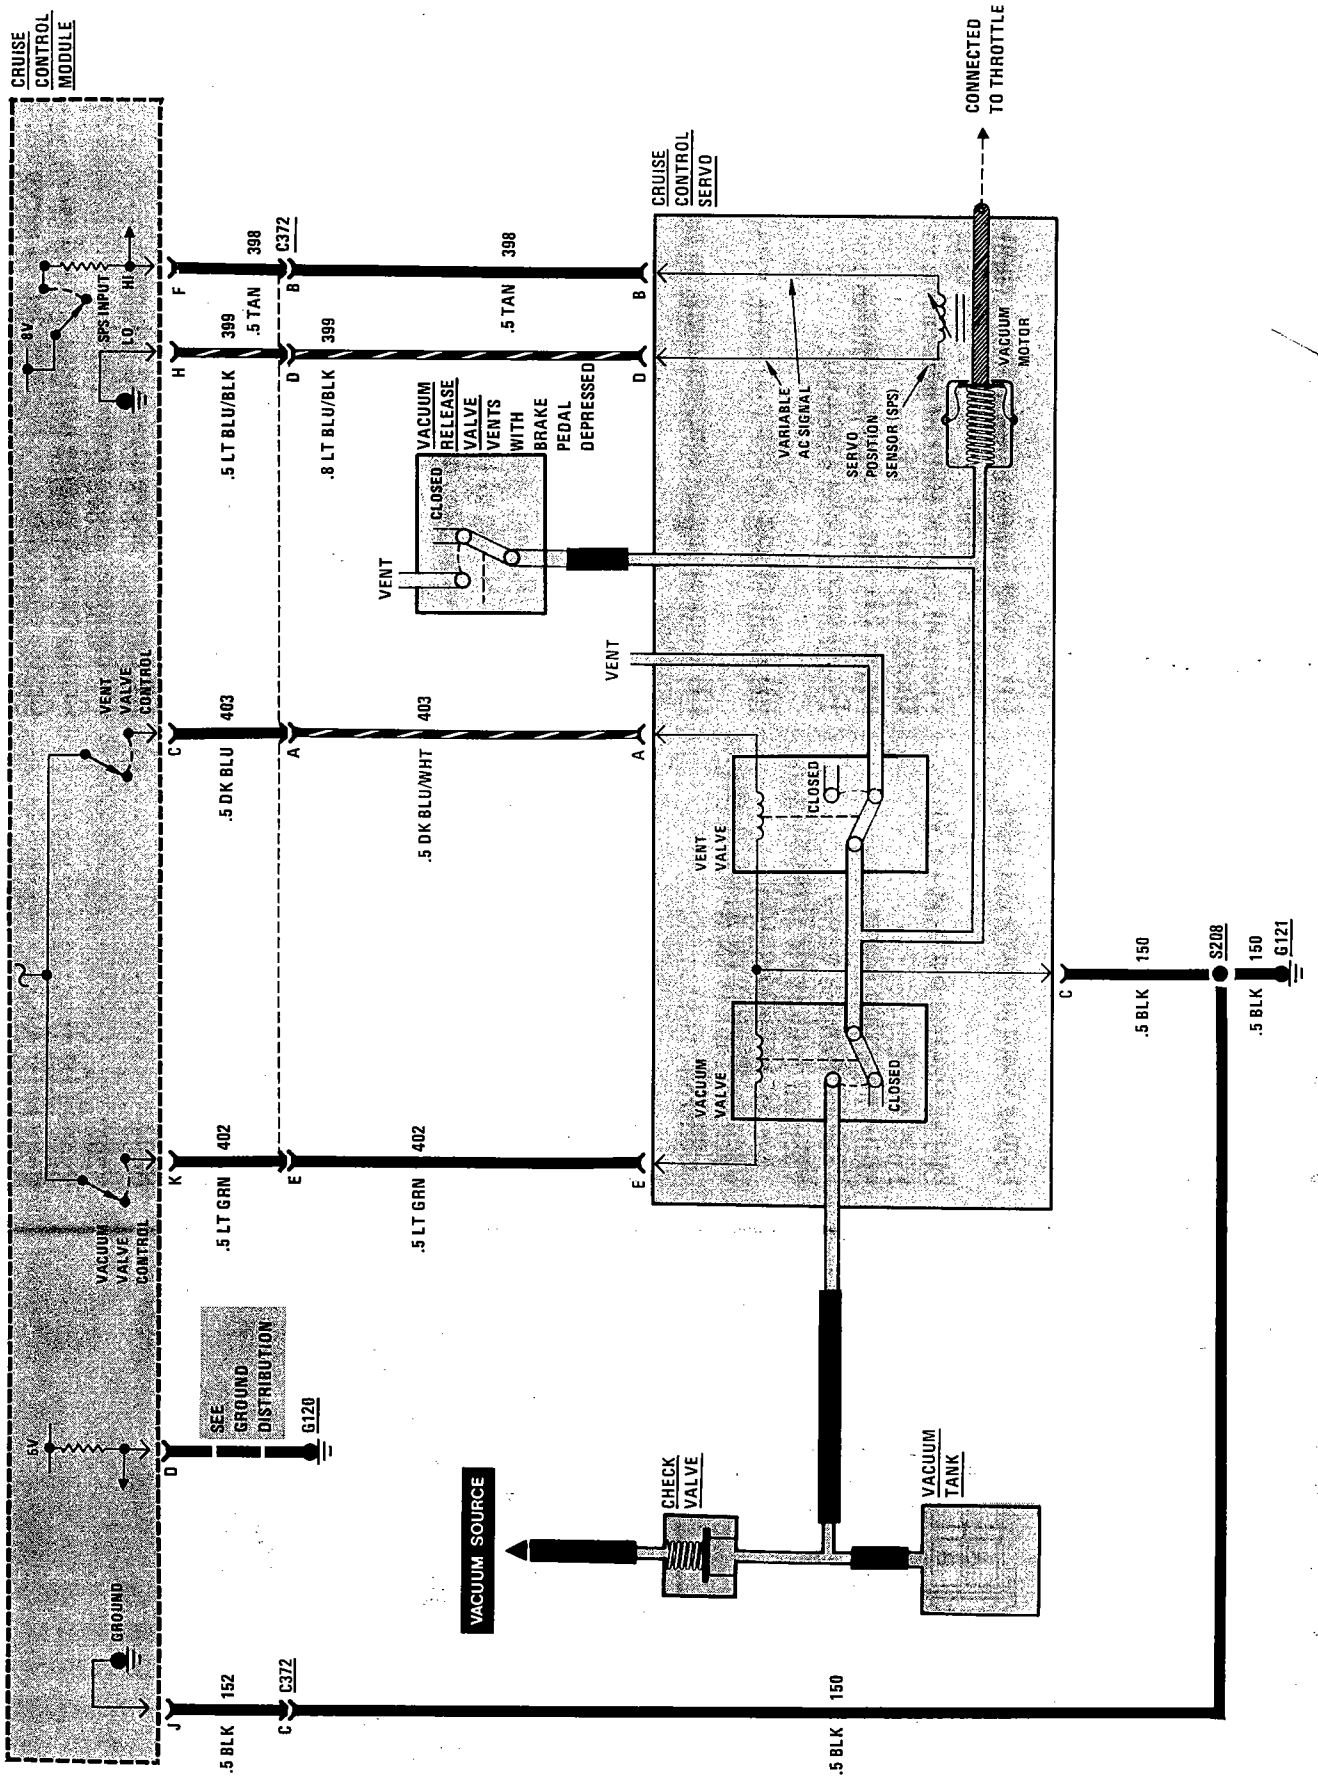 CRUISE
CONTROL
MODULE
GROUND
.5V
VACUUM
VALVE
CONTROL
VENT
VALVE
CONTROL
8V
SPS INPUT
LO
HI
J
D
K
C
H
F
.5 BLK 152
C C372
SEE
GROUND
DISTRIBUTION
G120
.5 LT GRN 402
E
.5 LT GRN 402
E
.5 DK BLU 403
A
.5 DK BLU/WHT 403
A
.5 LT BLU/BLK 399
D
.8 LT BLU/BLK 399
D
.5 TAN 398
B C372
.5 TAN 398
B
VENT
CLOSED
VACUUM
RELEASE
VALVE
VENTS
WITH
BRAKE
PEDAL
DEPRESSED
VACUUM SOURCE
CHECK
VALVE
VACUUM
TANK
CRUISE
CONTROL
SERVO
VENT
VACUUM
VALVE
CLOSED
VENT
VALVE
CLOSED
VARIABLE
AC SIGNAL
SERVO
POSITION
SENSOR (SPS)
VACUUM
MOTOR
CONNECTED
TO THROTTLE
C
.5 BLK 150
.5 BLK 150
S208
.5 BLK 150
G121